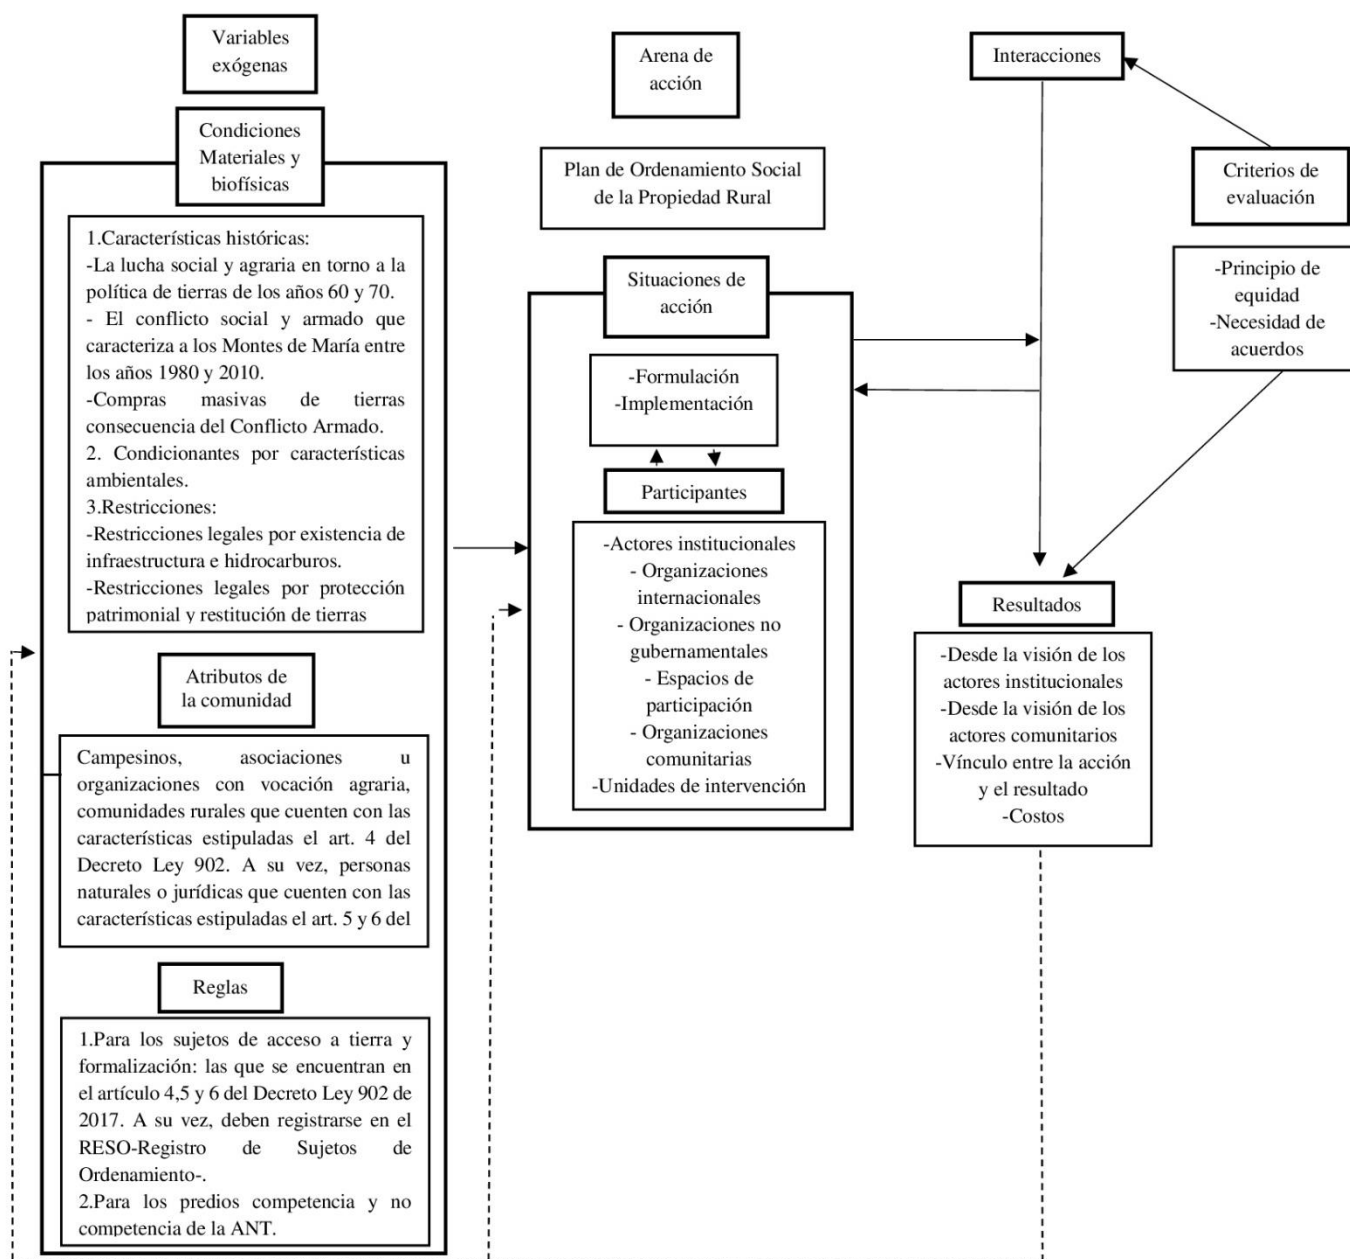 Variables
exógenas
Condiciones
Materiales y
biofísicas
1.Características históricas:
-La lucha social y agraria en torno a la
política de tierras de los años 60 y 70.
- El conflicto social y armado que
caracteriza a los Montes de María entre
los años 1980 y 2010.
-Compras masivas de tierras
consecuencia del Conflicto Armado.
2. Condicionantes por características
ambientales.
3.Restricciones:
-Restricciones legales por existencia de
infraestructura e hidrocarburos.
-Restricciones legales por protección
patrimonial y restitución de tierras
Atributos de
la comunidad
Campesinos, asociaciones u
organizaciones con vocación agraria,
comunidades rurales que cuenten con las
características estipuladas el art. 4 del
Decreto Ley 902. A su vez, personas
naturales o jurídicas que cuenten con las
características estipuladas el art. 5 y 6 del
Reglas
1.Para los sujetos de acceso a tierra y
formalización: las que se encuentran en
el artículo 4,5 y 6 del Decreto Ley 902 de
2017. A su vez, deben registrarse en el
RESO-Registro de Sujetos de
Ordenamiento-.
2.Para los predios competencia y no
competencia de la ANT.
Arena de
acción
Plan de Ordenamiento Social
de la Propiedad Rural
Situaciones de
acción
-Formulación
-Implementación
Participantes
-Actores institucionales
- Organizaciones
internacionales
- Organizaciones no
gubernamentales
- Espacios de
participación
- Organizaciones
comunitarias
-Unidades de intervención
Interacciones
Criterios de
evaluación
-Principio de
equidad
-Necesidad de
acuerdos
Resultados
-Desde la visión de los
actores institucionales
-Desde la visión de los
actores comunitarios
-Vínculo entre la acción
y el resultado
-Costos